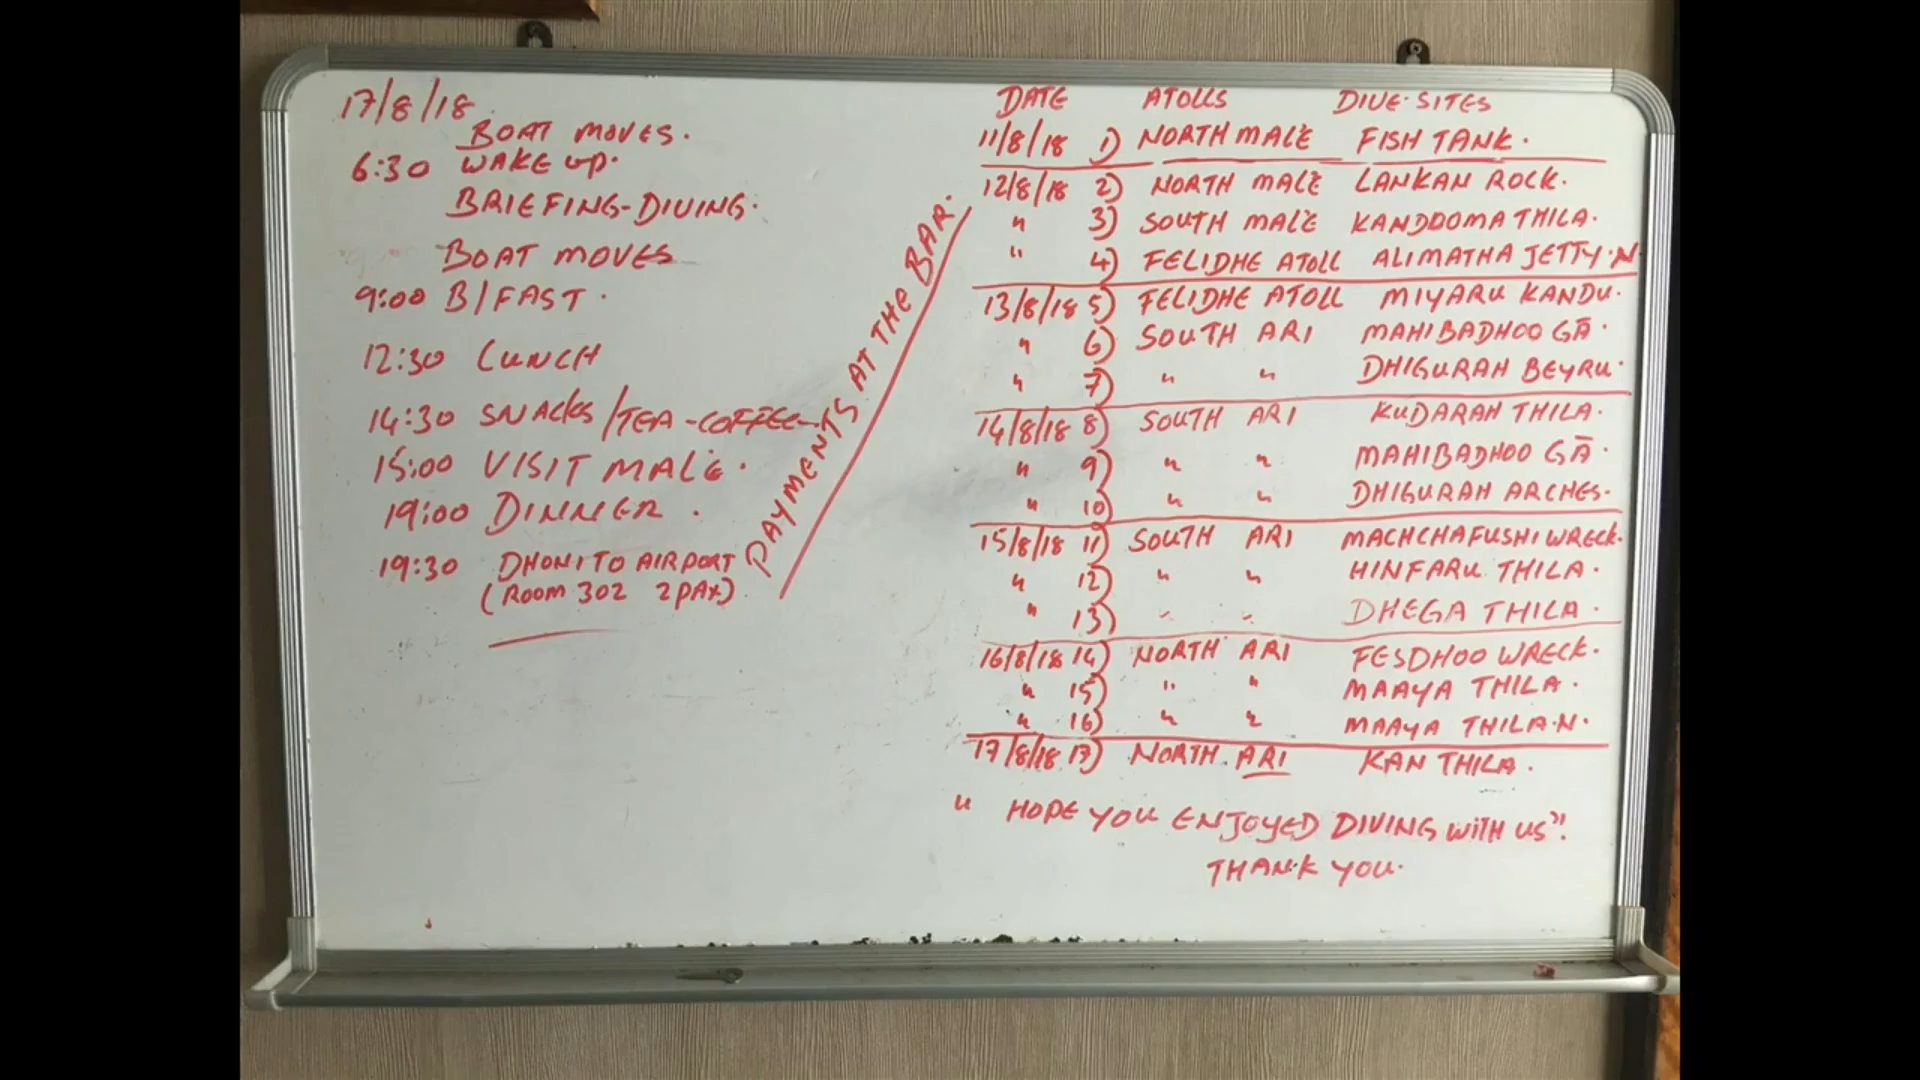 17/8/18
BOAT MOVES.
6:30 WAKE UP.
BRIEFING-DIVING.
BOAT MOVES
9:00 B/FAST.
12:30 LUNCH
14:30 SNACKS/TEA-COFFEE-
15:00 VISIT MALÉ.
19:00 DINNER.
19:30 DHONI TO AIRPORT
(ROOM 302 2PAX)
PAYMENTS AT THE BAR.
DATE ATOLLS DIVE-SITES
11/8/18 1) NORTH MALÉ FISH TANK.
12/8/18 2) NORTH MALÉ LANKAN ROCK.
" 3) SOUTH MALÉ KANDOOMA THILA.
" 4) FELIDHE ATOLL ALIMATHA JETTY.N
13/8/18 5) FELIDHE ATOLL MIYARU KANDU.
" 6) SOUTH ARI MAHIBADHOO GĀ.
" 7) " " DHIGURAH BEYRU.
14/8/18 8) SOUTH ARI KUDARAH THILA.
" 9) " " MAHIBADHOO GĀ.
" 10) " " DHIGURAH ARCHES.
15/8/18 11) SOUTH ARI MACHCHAFUSHI WRECK.
" 12) " " HINFARU THILA.
" 13) " " DHEGA THILA.
16/8/18 14) NORTH ARI FESDHOO WRECK.
" 15) " " MAAYA THILA.
" 16) " " MAAYA THILA.N.
17/8/18 17) NORTH ARI KAN THILA.
" HOPE YOU ENJOYED DIVING WITH US"!
THANK YOU.